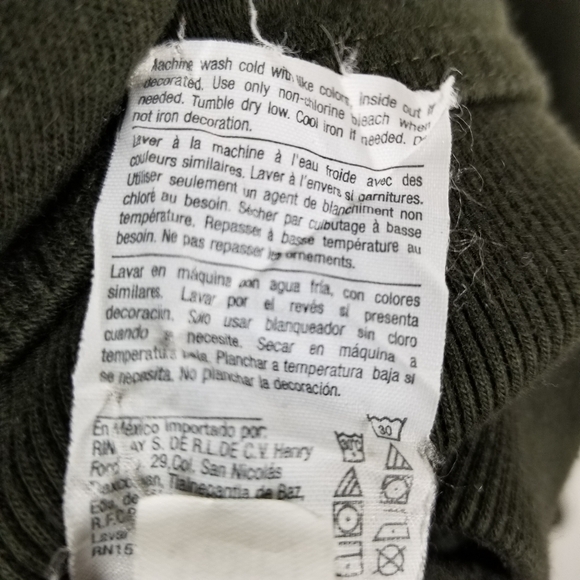 Machine wash cold with like colors inside out if
decorated. Use only non-chlorine bleach when
needed. Tumble dry low. Cool iron if needed. Do
not iron decoration.
Laver à la machine à l'eau froide avec des
couleurs similaires. Laver à l'envers si garnitures.
Utiliser seulement un agent de blanchiment non
chloré au besoin. Sécher par culbutage à basse
température. Repasser à basse température au
besoin. Ne pas repasser les ornements.
Lavar en máquina con agua fría, con colores
similares. Lavar por el revés si presenta
decoración. Sólo usar blanqueador sin cloro
cuando se necesite. Secar en máquina a
temperatura baja. Planchar a temperatura baja si
se necesita. No planchar la decoración.
En México importado por:
RIN AY S. DE R.L. DE C.V. Henry
Ford 29, Col. San Nicolás
Tlalnepantla de Baz,
Edo. de
R.F.C.
RN15
30